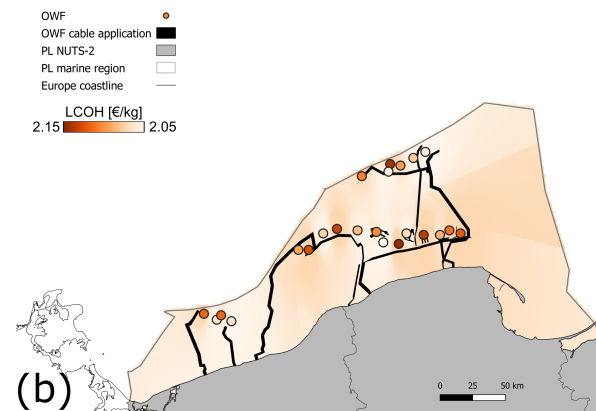 OWF
OWF cable application
PL NUTS-2
PL marine region
Europe coastline
LCOH [€/kg]
2.15 2.05
(b)
0 25 50 km